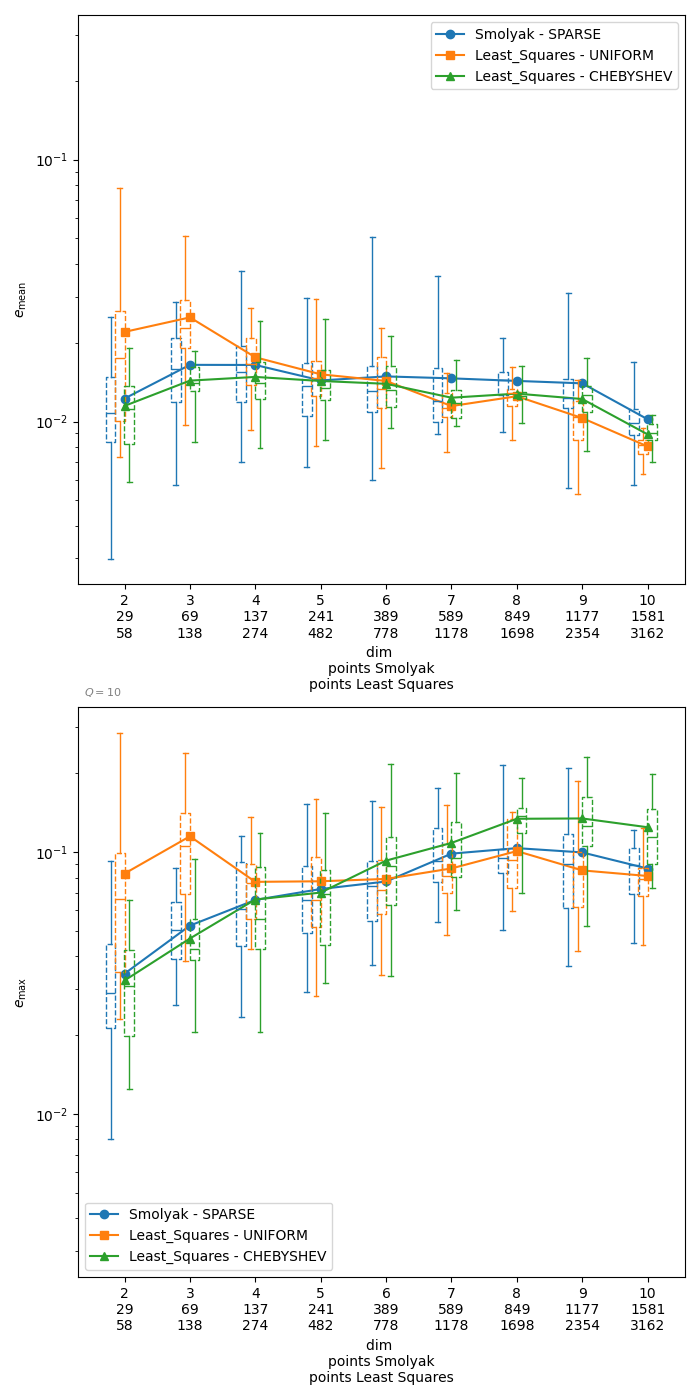 Smolyak - SPARSE
Least_Squares - UNIFORM
Least_Squares - CHEBYSHEV
10⁻¹
10⁻²
e_mean
2 3 4 5 6 7 8 9 10
29 69 137 241 389 589 849 1177 1581
58 138 274 482 778 1178 1698 2354 3162
dim
points Smolyak
points Least Squares
Q = 10
10⁻¹
10⁻²
e_max
Smolyak - SPARSE
Least_Squares - UNIFORM
Least_Squares - CHEBYSHEV
2 3 4 5 6 7 8 9 10
29 69 137 241 389 589 849 1177 1581
58 138 274 482 778 1178 1698 2354 3162
dim
points Smolyak
points Least Squares